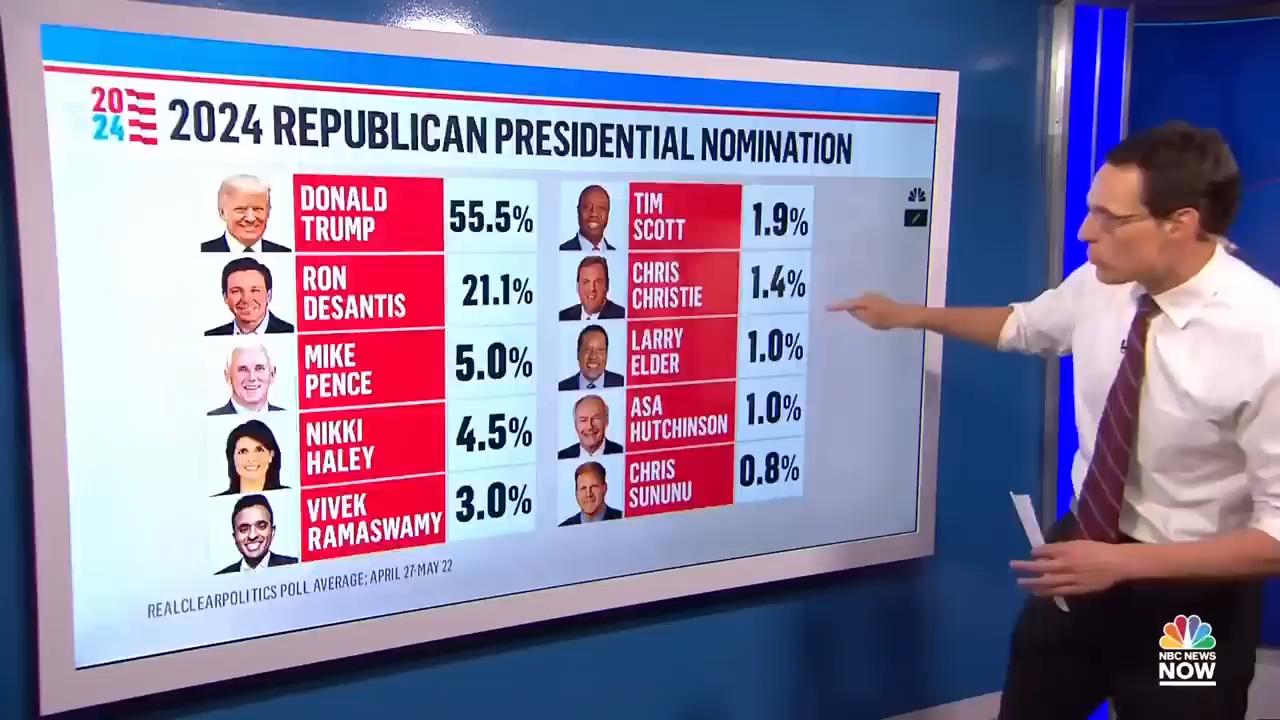 20
24
2024 REPUBLICAN PRESIDENTIAL NOMINATION
DONALD
TRUMP
55.5%
RON
DESANTIS
21.1%
MIKE
PENCE
5.0%
NIKKI
HALEY
4.5%
VIVEK
RAMASWAMY
3.0%
TIM
SCOTT
1.9%
CHRIS
CHRISTIE
1.4%
LARRY
ELDER
1.0%
ASA
HUTCHINSON
1.0%
CHRIS
SUNUNU
0.8%
REALCLEARPOLITICS POLL AVERAGE; APRIL 27-MAY 22
NBC NEWS
NOW